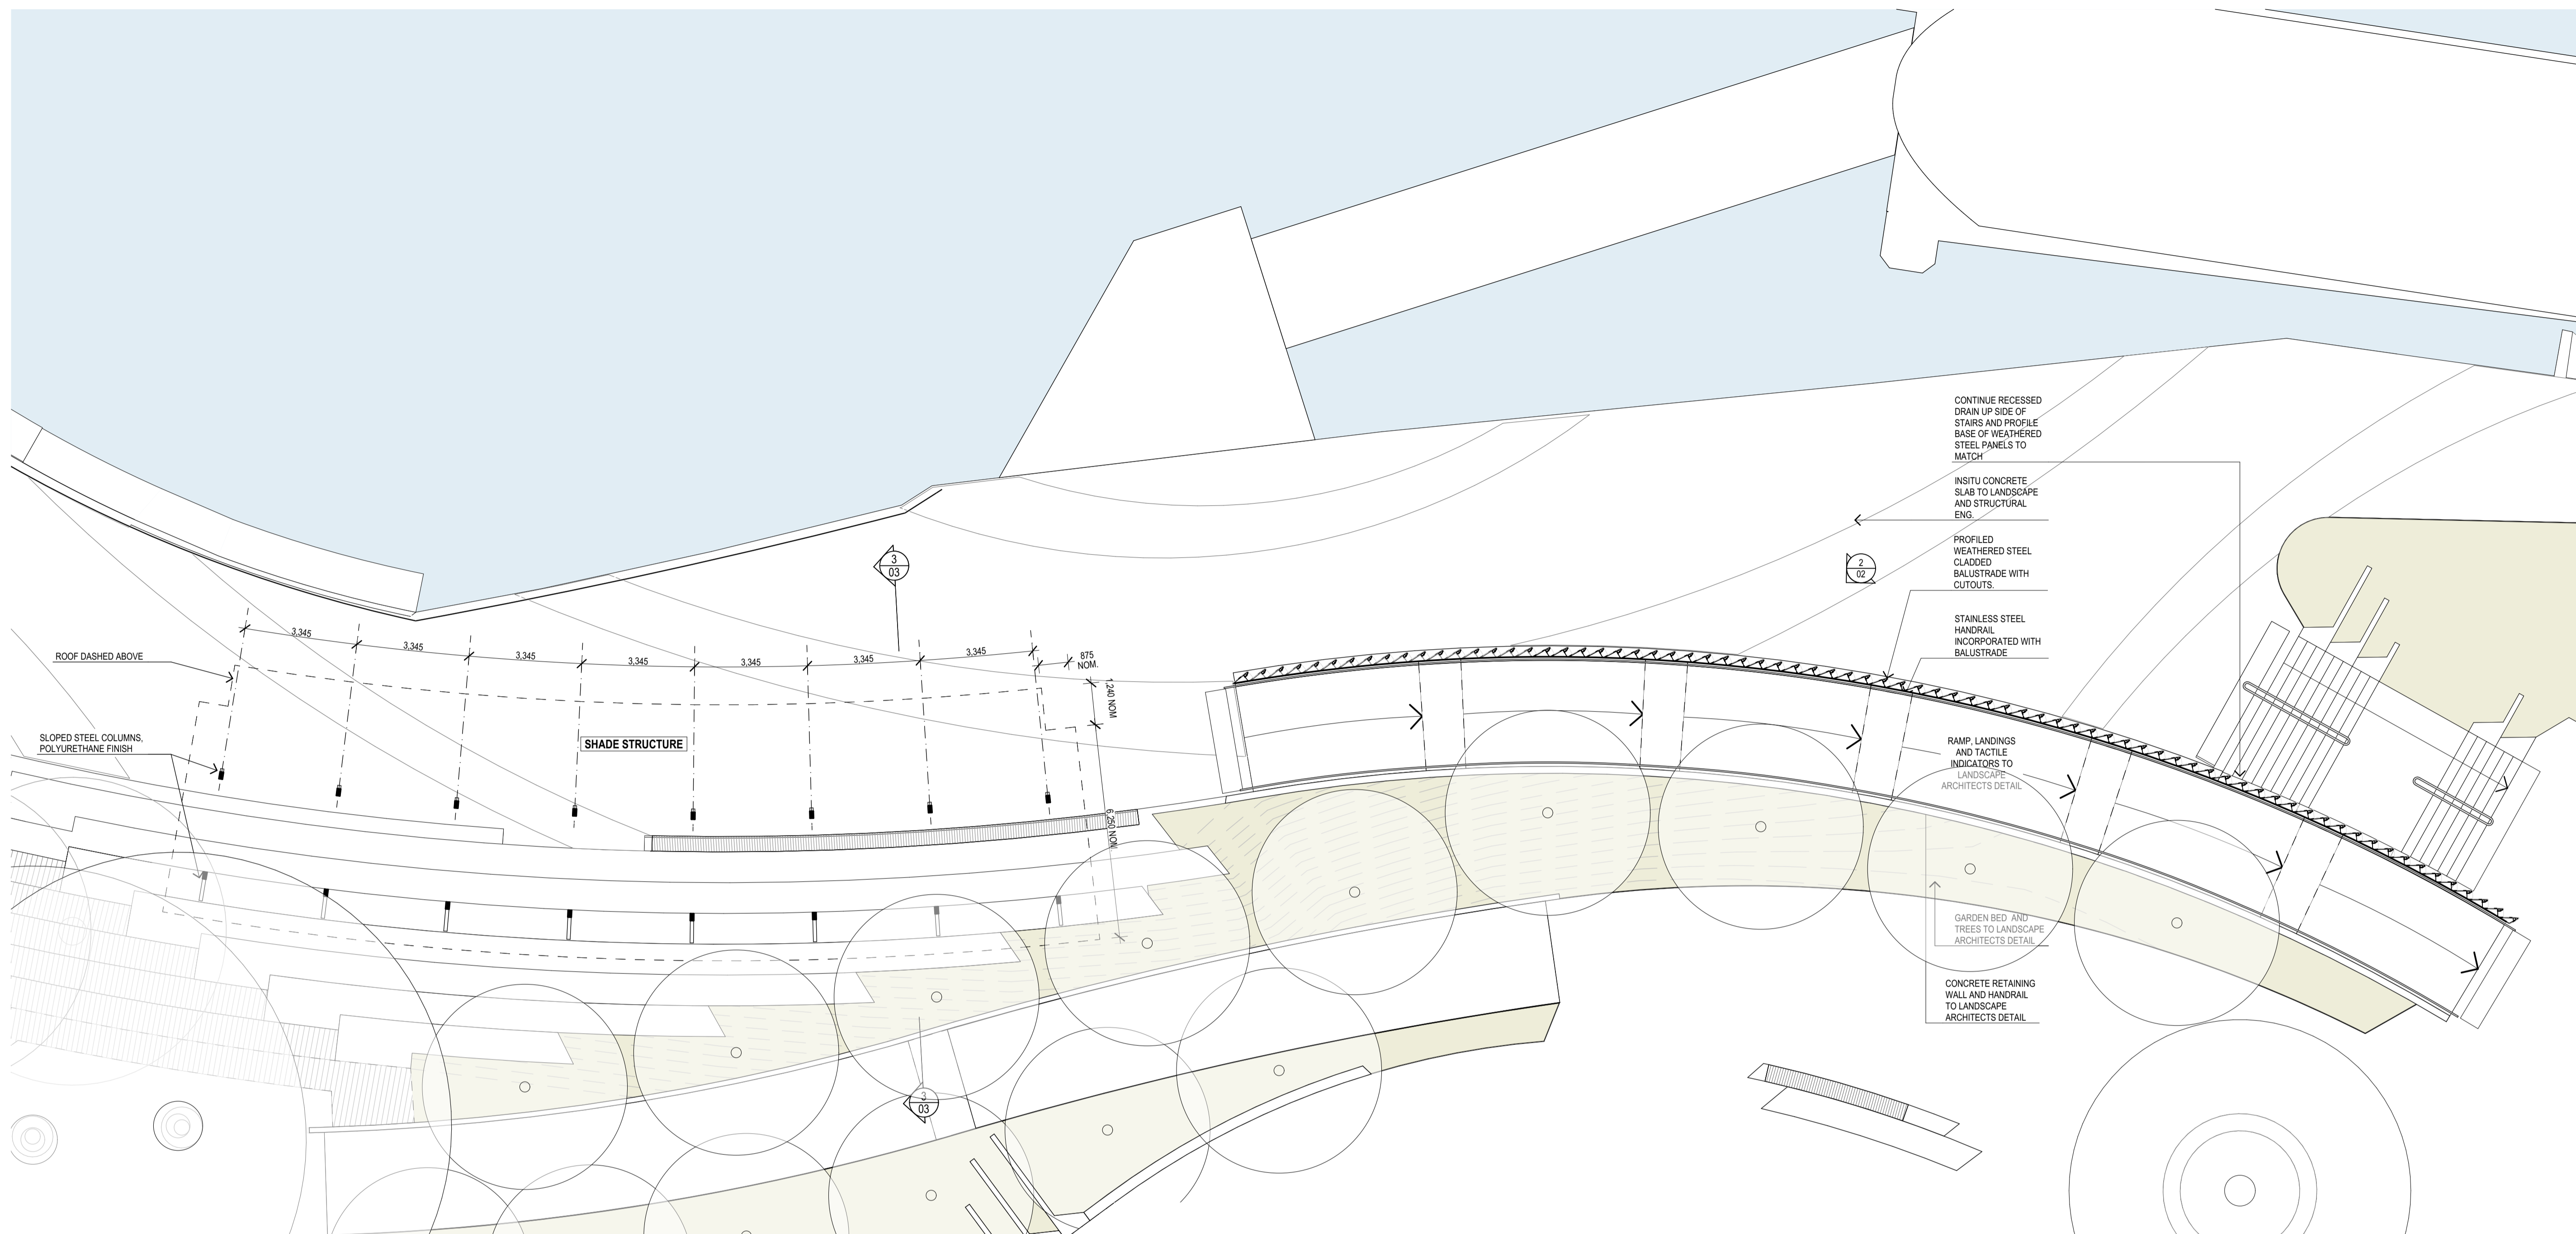 CONTINUE RECESSED
DRAIN UP SIDE OF
STAIRS AND PROFILE
BASE OF WEATHERED
STEEL PANELS TO
MATCH
INSITU CONCRETE
SLAB TO LANDSCAPE
AND STRUCTURAL
ENG.
PROFILED
WEATHERED STEEL
CLADDED
BALUSTRADE WITH
CUTOUTS.
STAINLESS STEEL
HANDRAIL
INCORPORATED WITH
BALUSTRADE
3
03
2
02
3,345
3,345
3,345
3,345
3,345
3,345
3,345
875
NOM.
1,240 NOM
6,250 NOM.
ROOF DASHED ABOVE
SLOPED STEEL COLUMNS,
POLYURETHANE FINISH
SHADE STRUCTURE
RAMP, LANDINGS
AND TACTILE
INDICATORS TO
LANDSCAPE
ARCHITECTS DETAIL
GARDEN BED AND
TREES TO LANDSCAPE
ARCHITECTS DETAIL
CONCRETE RETAINING
WALL AND HANDRAIL
TO LANDSCAPE
ARCHITECTS DETAIL
3
03